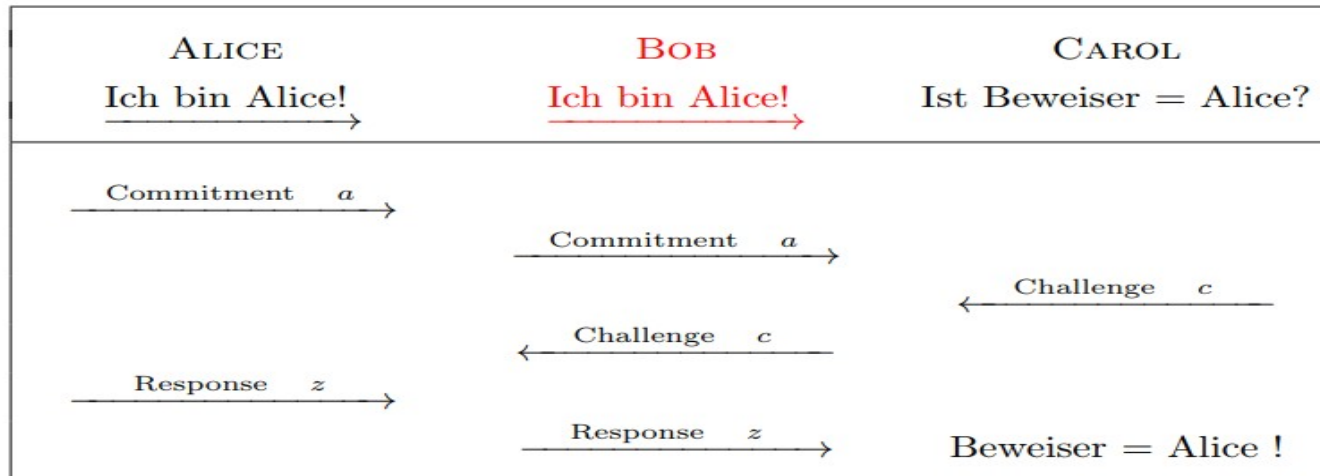 ALICE BOB CAROL
Ich bin Alice! Ich bin Alice! Ist Beweiser = Alice?
Commitment a
Commitment a
Challenge c
Challenge c
Response z
Response z Beweiser = Alice !